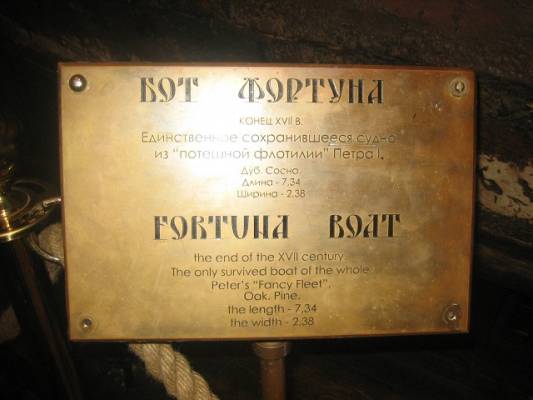 БОТ ФОРТУНА
КОНЕЦ XVII В.
Единственное сохранившееся судно
из "потешной флотилии" Петра I.
Дуб. Сосна.
Длина - 7,34
Ширина - 2.38
FORTUNA BOAT
the end of the XVII century.
The only survived boat of the whole
Peter's "Fancy Fleet".
Oak. Pine.
the length - 7,34
the width - 2.38